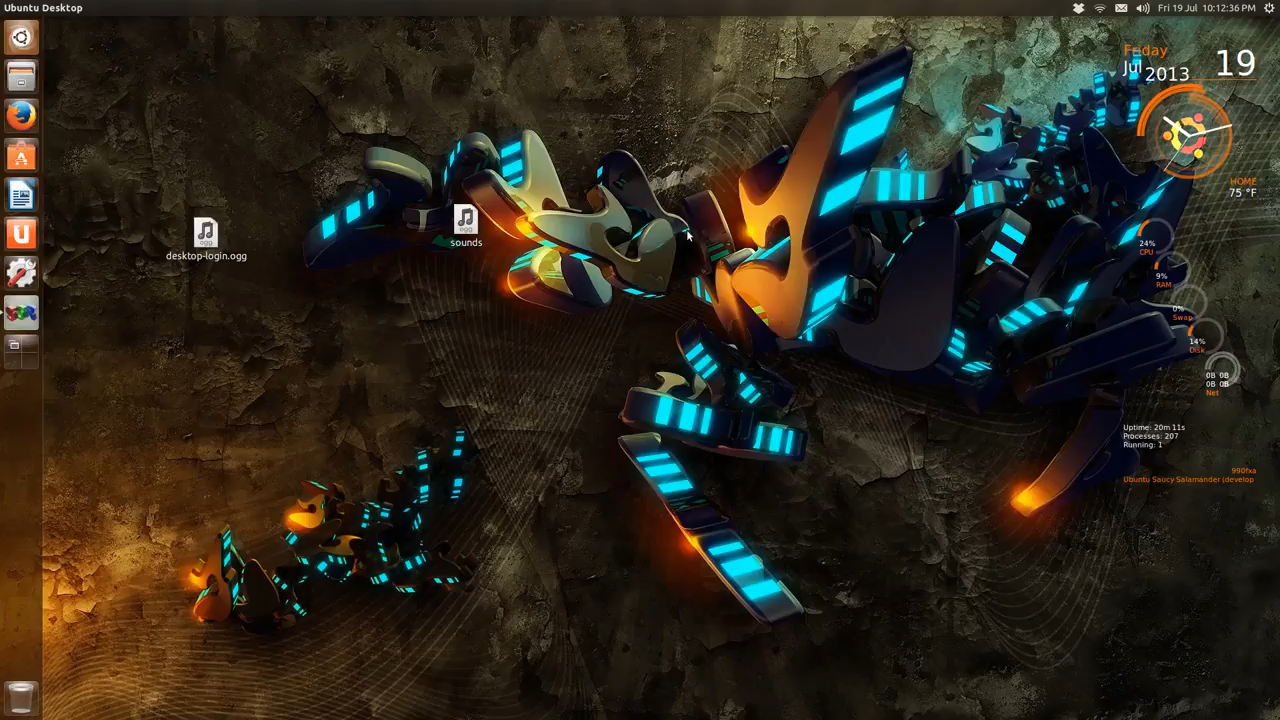 Ubuntu Desktop
Fri 19 Jul 10:12:36 PM
Friday
19
Jul 2013
HOME
75 °F
ogg
desktop-login.ogg
ogg
sounds
24%
CPU
9%
RAM
0%
Swap
14%
Disk
0B 0B
0B 0B
Net
Uptime: 20m 11s
Processes: 207
Running: 1
990fxa
Ubuntu Saucy Salamander (develop